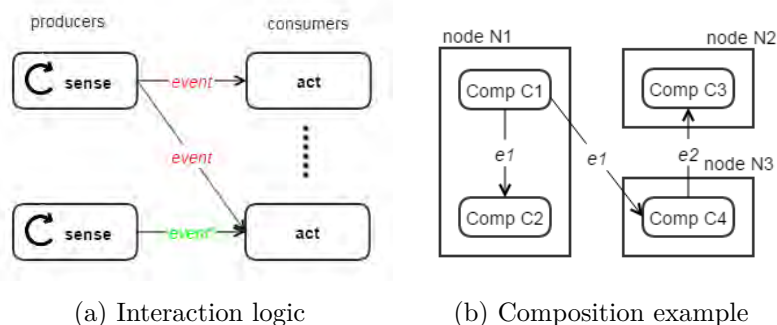 producers
consumers
sense
event
act
event
sense
event
act
(a) Interaction logic
node N1
node N2
Comp C1
Comp C3
e1
e1
e2
node N3
Comp C2
Comp C4
(b) Composition example